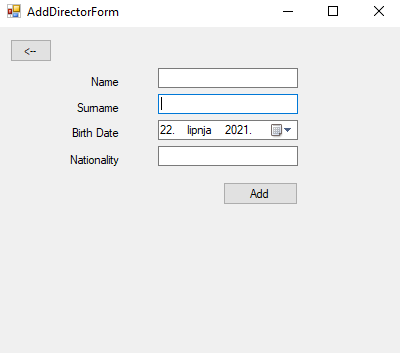 AddDirectorForm
<--
Name
Surname
Birth Date 22. lipnja 2021.
Nationality
Add